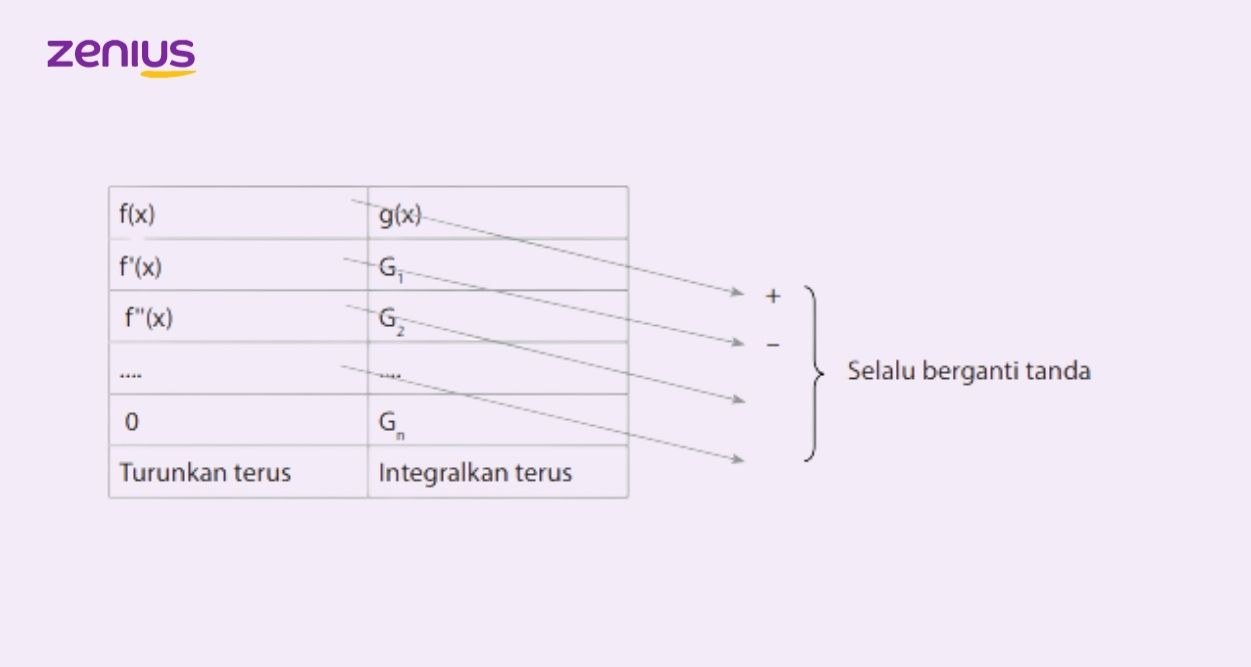 zenius
f(x) g(x)
f'(x) G₁
f"(x) G₂
.... ....
0 Gₙ
Turunkan terus Integralkan terus
+
–
Selalu berganti tanda